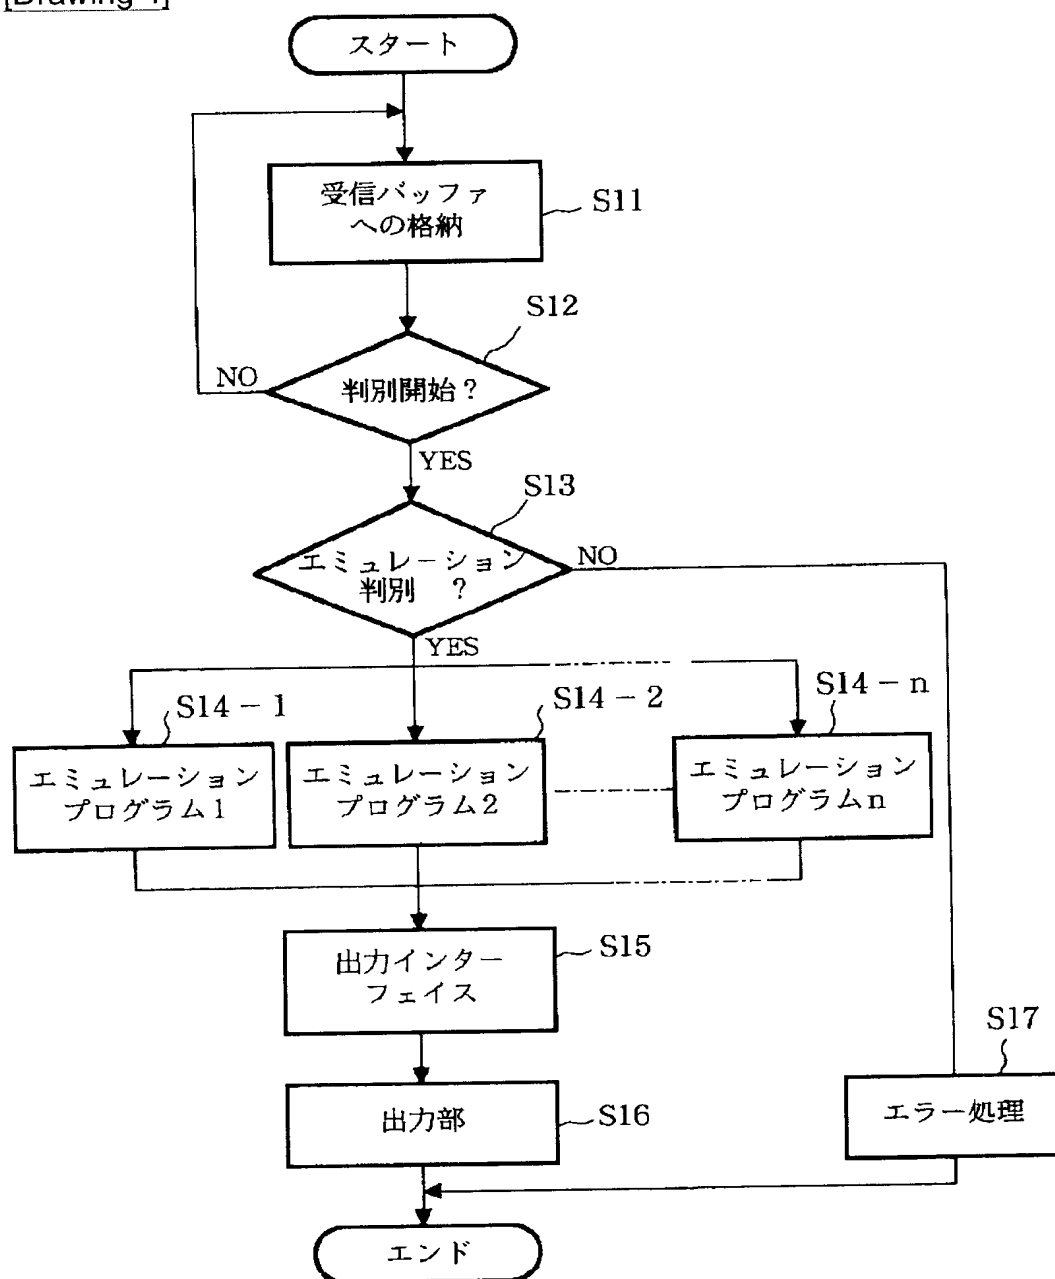 スタート
受信バッファ
への格納
S11
S12
NO
判別開始?
YES
S13
エミュレーション
判別 ?
NO
YES
S14-1
S14-2
S14-n
エミュレーション
プログラム1
エミュレーション
プログラム2
エミュレーション
プログラムn
出力インター
フェイス
S15
S17
出力部
S16
エラー処理
エンド